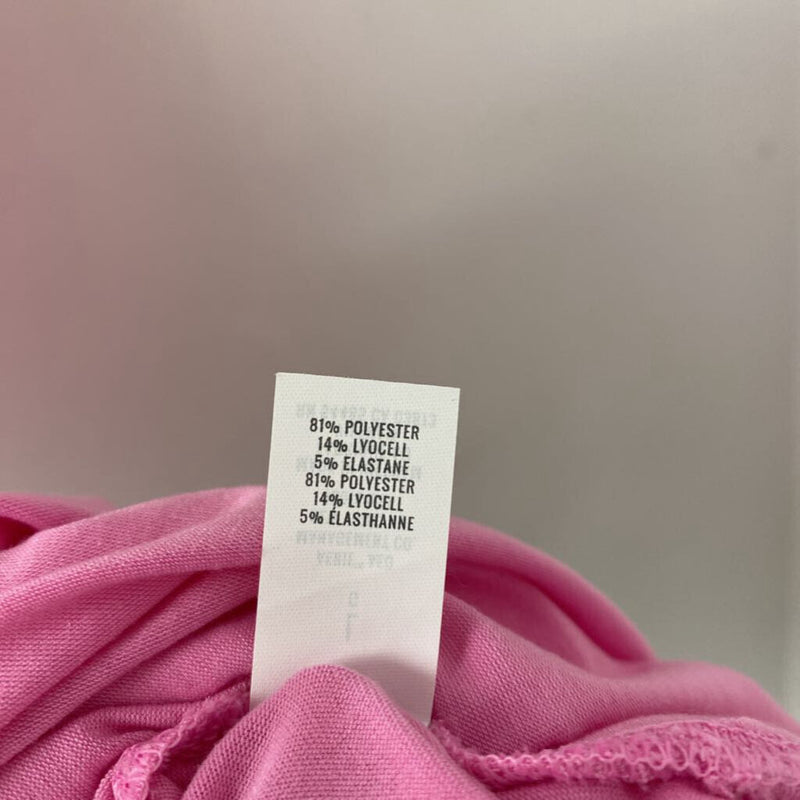 81% POLYESTER
14% LYOCELL
5% ELASTANE
81% POLYESTER
14% LYOCELL
5% ÉLASTHANNE